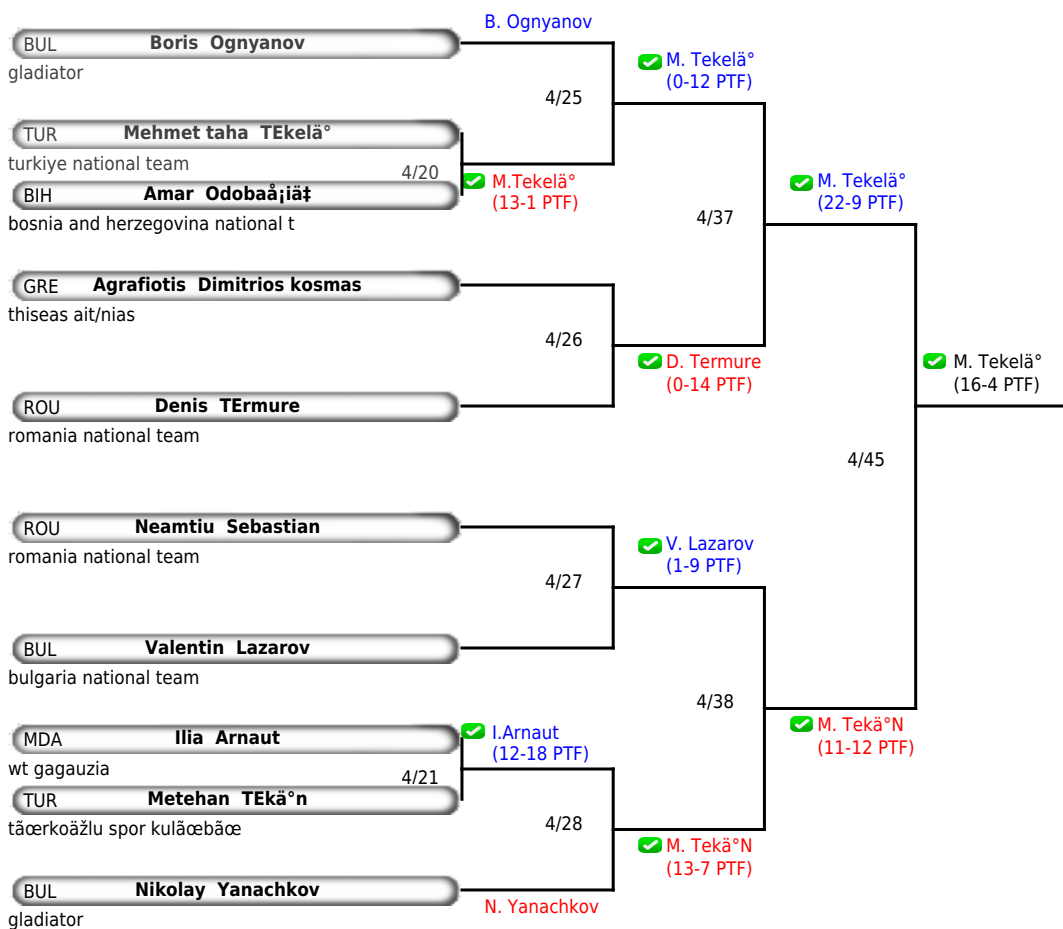 B. Ognyanov
BUL Boris Ognyanov
gladiator
M. Tekelä°
(0-12 PTF)
4/25
TUR Mehmet taha TEkelä°
turkiye national team
4/20
M.Tekelä°
(13-1 PTF)
BIH Amar Odobaå¡iä‡
bosnia and herzegovina national t
M. Tekelä°
(22-9 PTF)
4/37
GRE Agrafiotis Dimitrios kosmas
thiseas ait/nias
4/26
D. Termure
(0-14 PTF)
M. Tekelä°
(16-4 PTF)
ROU Denis TErmure
romania national team
4/45
ROU Neamtiu Sebastian
romania national team
V. Lazarov
(1-9 PTF)
4/27
BUL Valentin Lazarov
bulgaria national team
4/38
MDA Ilia Arnaut
wt gagauzia
I.Arnaut
(12-18 PTF)
M. Tekä°N
(11-12 PTF)
4/21
TUR Metehan TEkä°n
tãœrkoäžlu spor kulãœbãœ
4/28
M. Tekä°N
(13-7 PTF)
BUL Nikolay Yanachkov
gladiator
N. Yanachkov